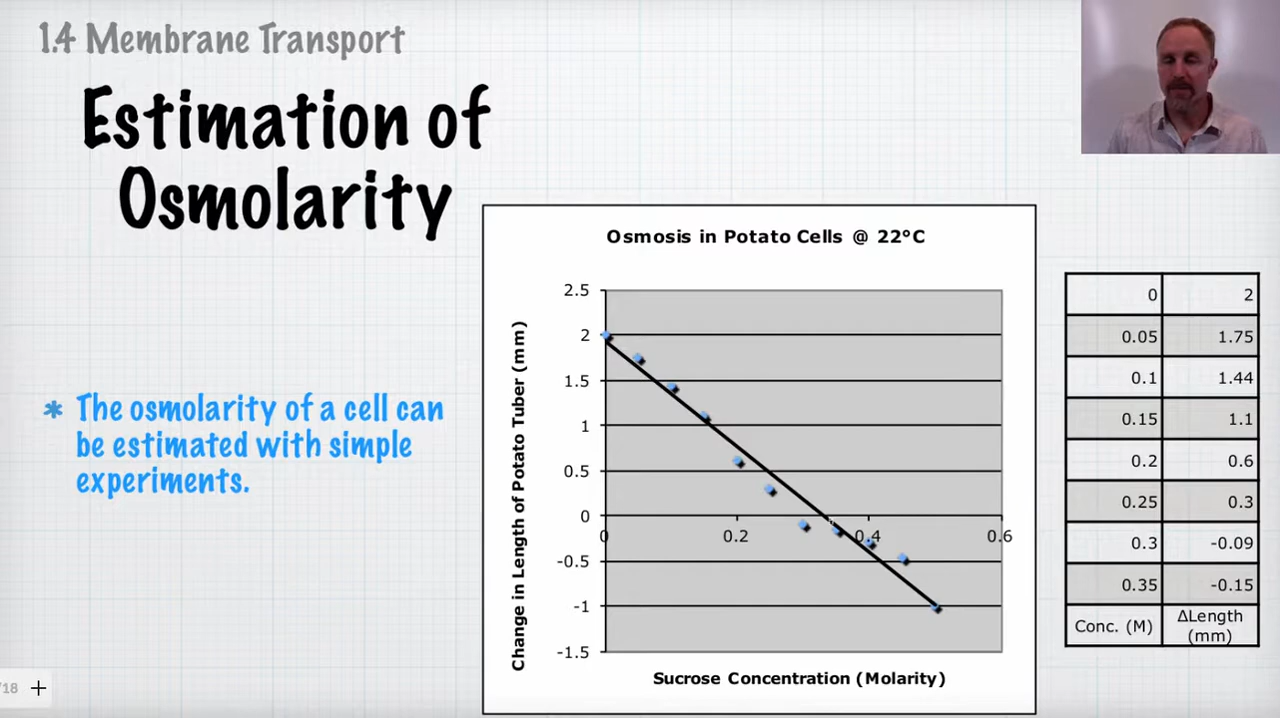 1.4 Membrane Transport
Estimation of
Osmolarity
* The osmolarity of a cell can
be estimated with simple
experiments.
Osmosis in Potato Cells @ 22°C
Change in Length of Potato Tuber (mm)
2.5
2
1.5
1
0.5
0
-0.5
-1
-1.5
0 0.2 0.4 0.6
Sucrose Concentration (Molarity)
0 2
0.05 1.75
0.1 1.44
0.15 1.1
0.2 0.6
0.25 0.3
0.3 -0.09
0.35 -0.15
Conc. (M) ΔLength
(mm)
/18 +